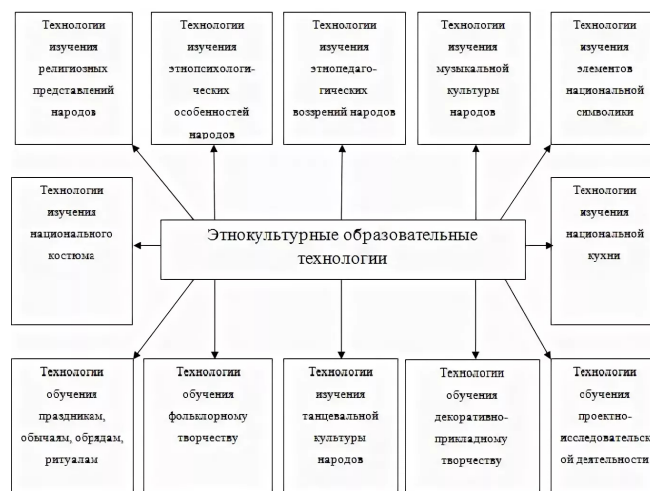 Технологии
изучения
религиозных
представлений
народов
Технологии
изучения
этнопсихологи-
ческих
особенностей
народов
Технологии
изучения
этнопедаго-
гических
воззрений народов
Технологии
изучения
музыкальной
культуры
народов
Технологии
изучения
элементов
национальной
символики
Технологии
изучения
национального
костюма
Этнокультурные образовательные
технологии
Технологии
изучения
национальной
кухни
Технологии
обучения
праздникам,
обычаям, обрядам,
ритуалам
Технологии
обучения
фольклорному
творчеству
Технологии
изучения
танцевальной
культуры
народов
Технологии
обучения
декоративно-
прикладному
творчеству
Технологии
сбучения
проектно-
исследовательск
ой деятельности